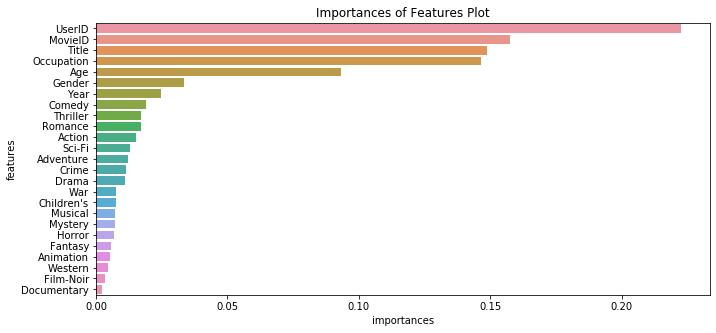 Importances of Features Plot
features
UserID
MovieID
Title
Occupation
Age
Gender
Year
Comedy
Thriller
Romance
Action
Sci-Fi
Adventure
Crime
Drama
War
Children's
Musical
Mystery
Horror
Fantasy
Animation
Western
Film-Noir
Documentary
0.00 0.05 0.10 0.15 0.20
importances